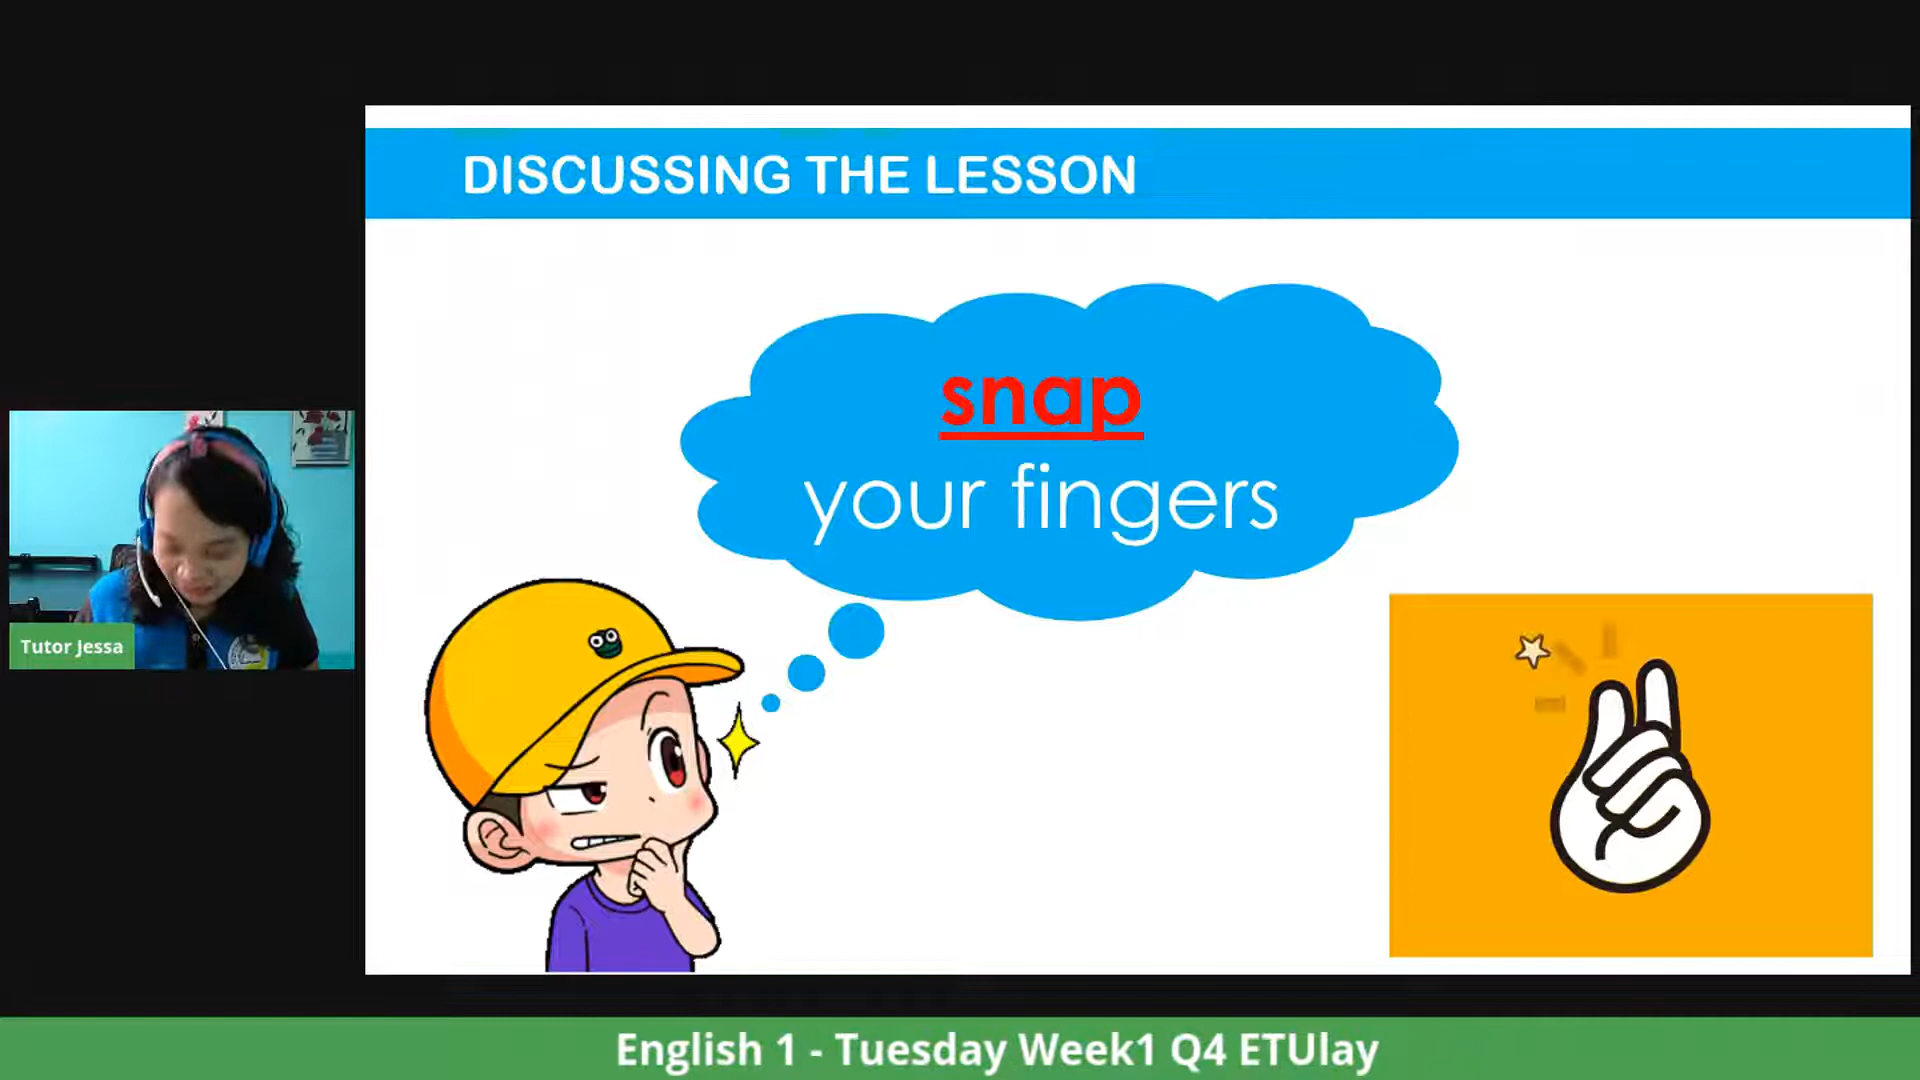 DISCUSSING THE LESSON
snap
your fingers
Tutor Jessa
English 1 - Tuesday Week1 Q4 ETUlay